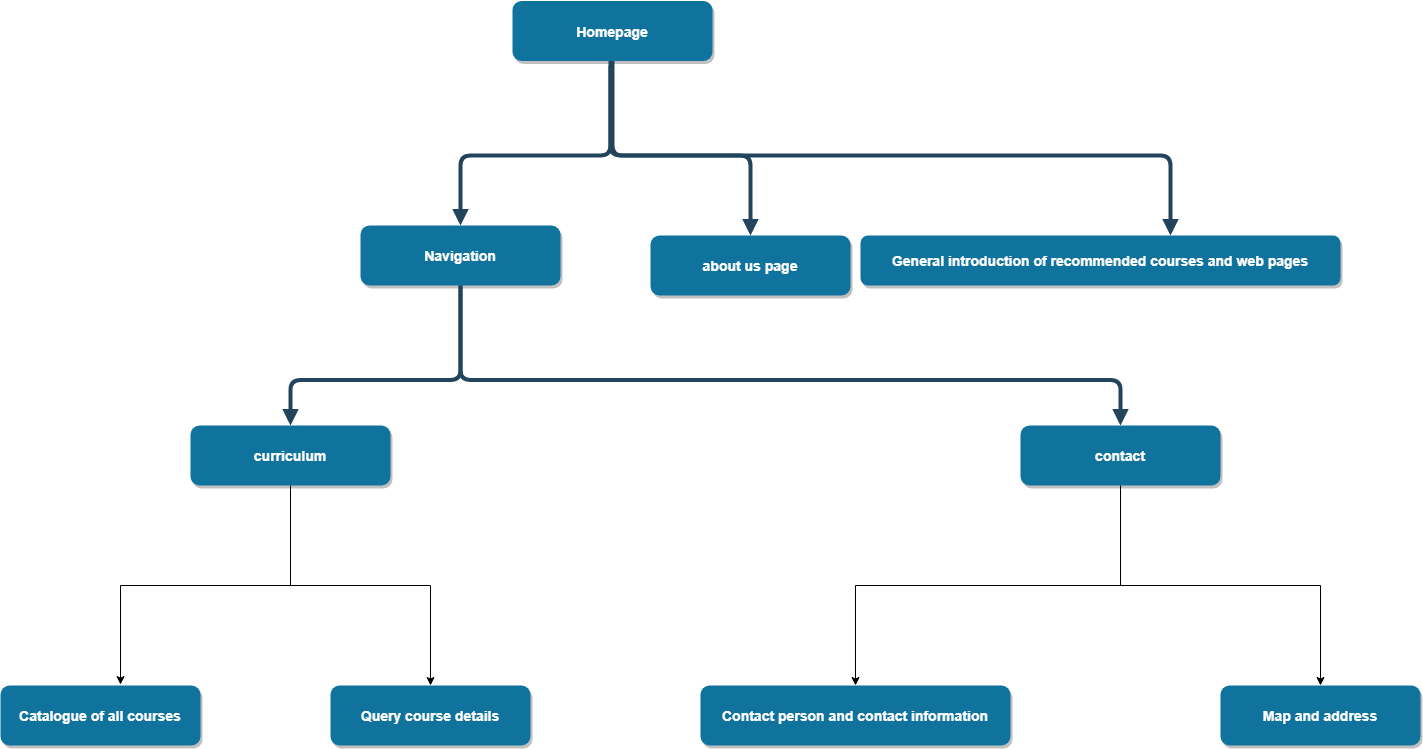 Homepage
Navigation
about us page
General introduction of recommended courses and web pages
curriculum
contact
Catalogue of all courses
Query course details
Contact person and contact information
Map and address